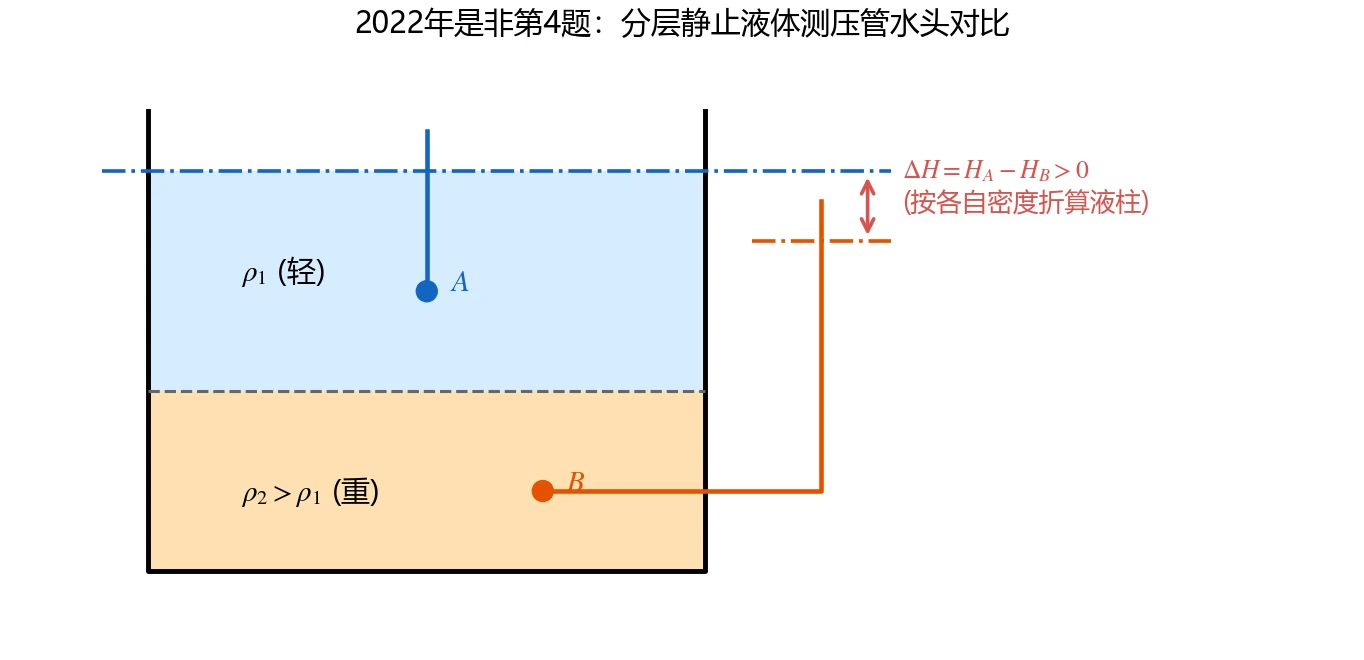 2022年是非第4题：分层静止液体测压管水头对比
ΔH = H_A − H_B > 0
(按各自密度折算液柱)
ρ₁ (轻)
A
ρ₂ > ρ₁ (重)
B